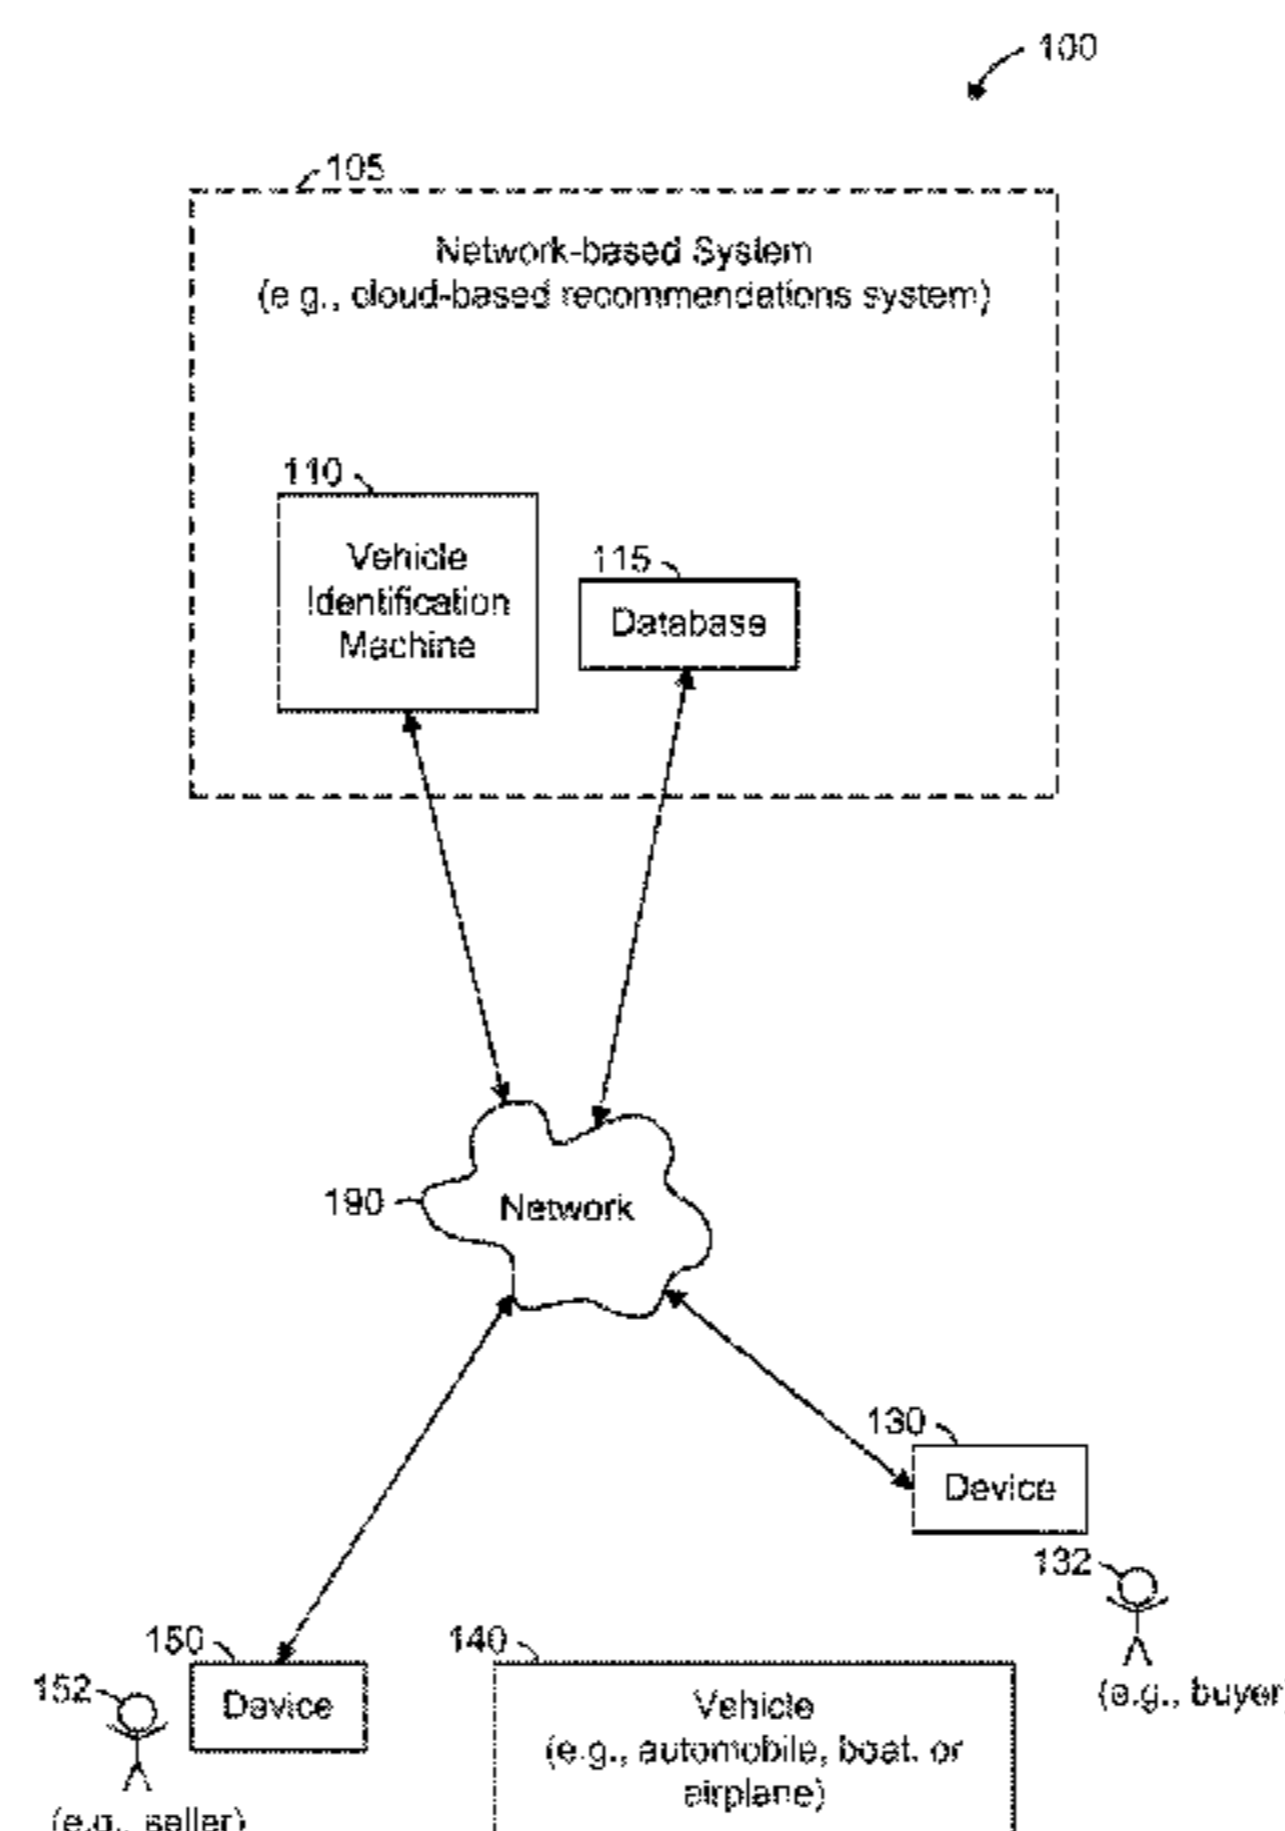 100
105
Network-based System
(e.g., cloud-based recommendations system)
110
Vehicle
Identification
Machine
115
Database
190
Network
130
Device
132
(e.g., buyer)
150
Device
152
(e.g., seller)
140
Vehicle
(e.g., automobile, boat, or
airplane)